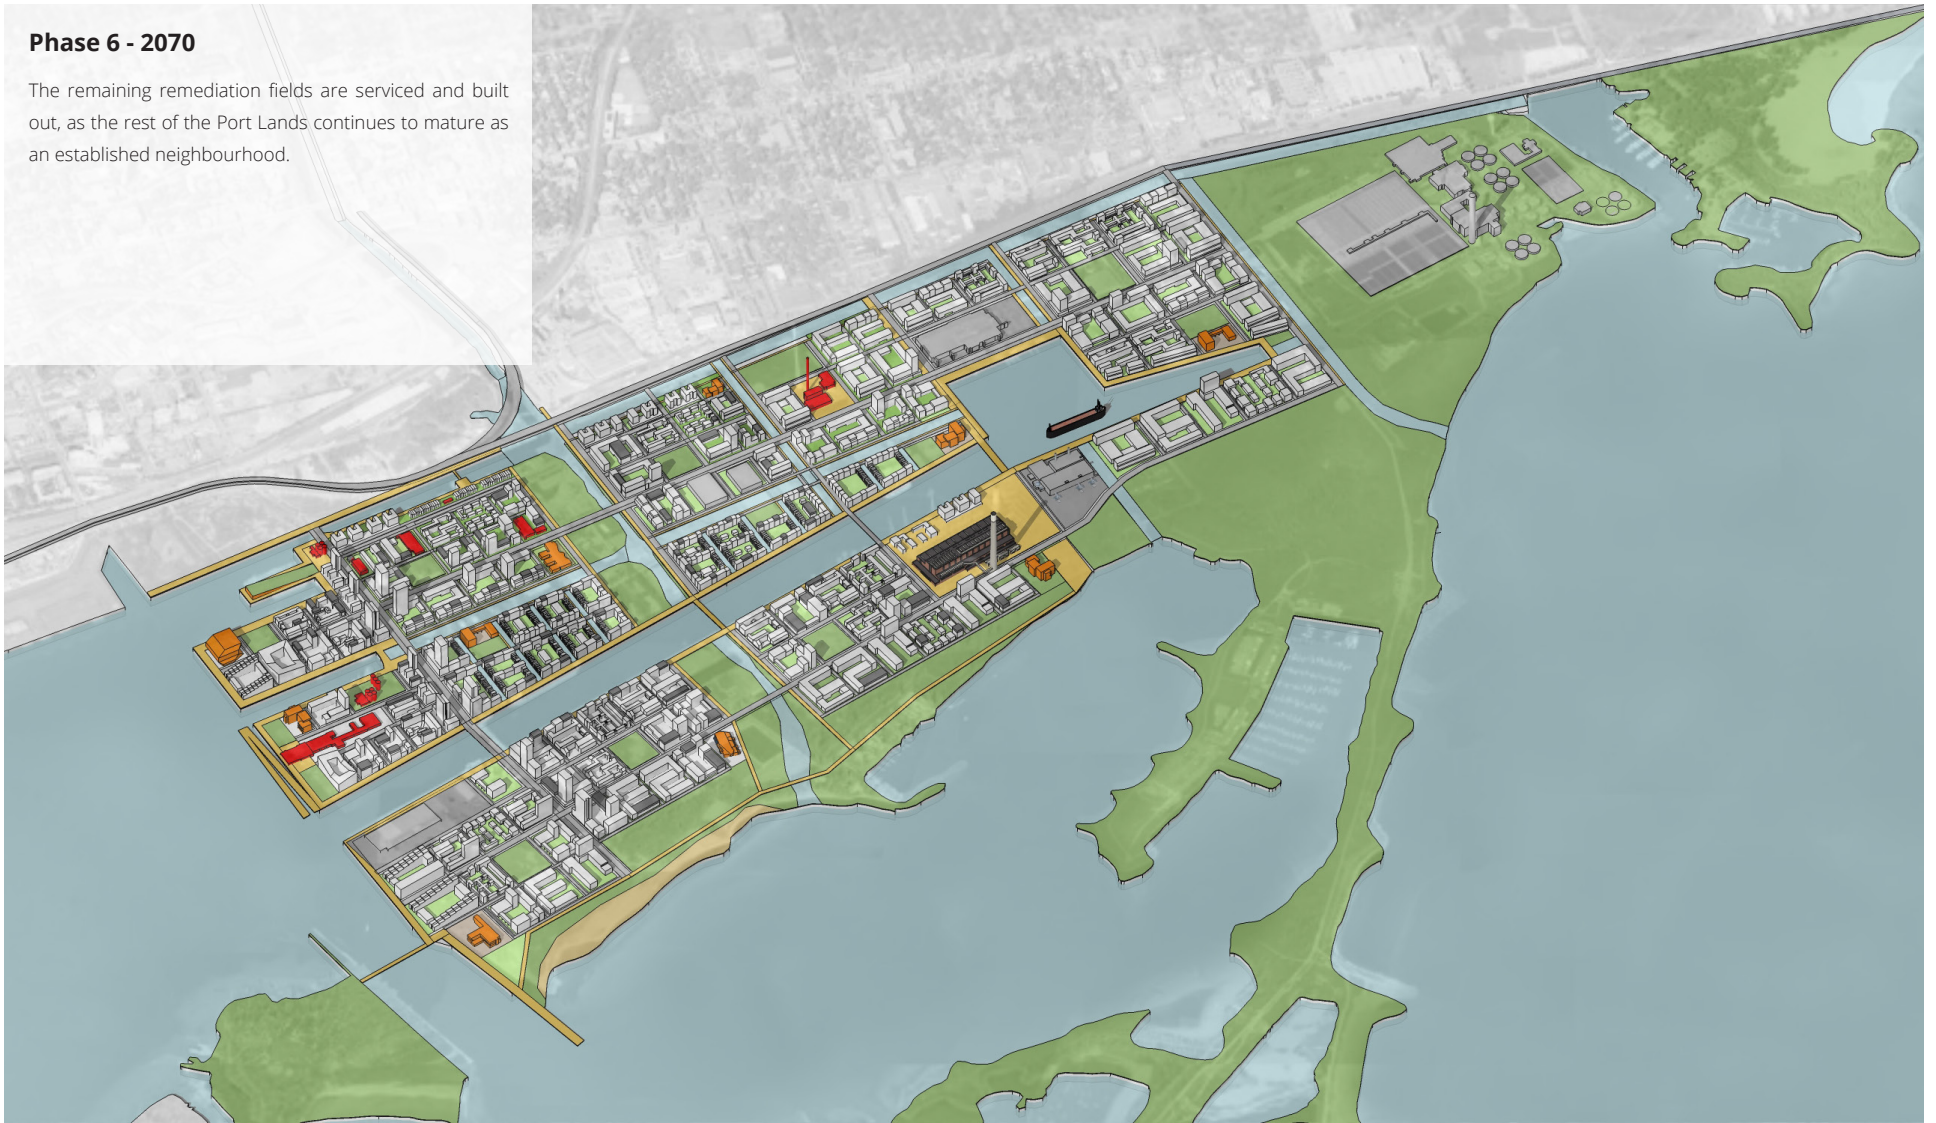 Phase 6 - 2070
The remaining remediation fields are serviced and built
out, as the rest of the Port Lands continues to mature as
an established neighbourhood.